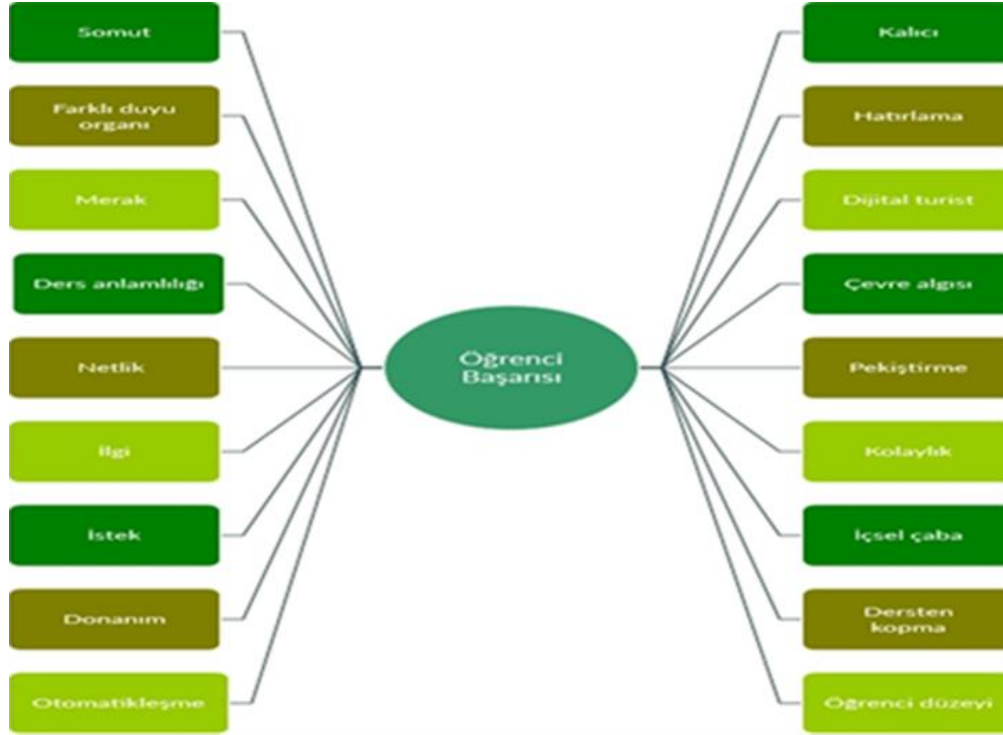 Somut
Farklı duyu
organı
Merak
Ders anlamlılığı
Netlik
İlgi
İstek
Donanım
Otomatikleşme
Öğrenci
Başarısı
Kalıcı
Hatırlama
Dijital turist
Çevre algısı
Pekiştirme
Kolaylık
İçsel çaba
Dersten
kopma
Öğrenci düzeyi